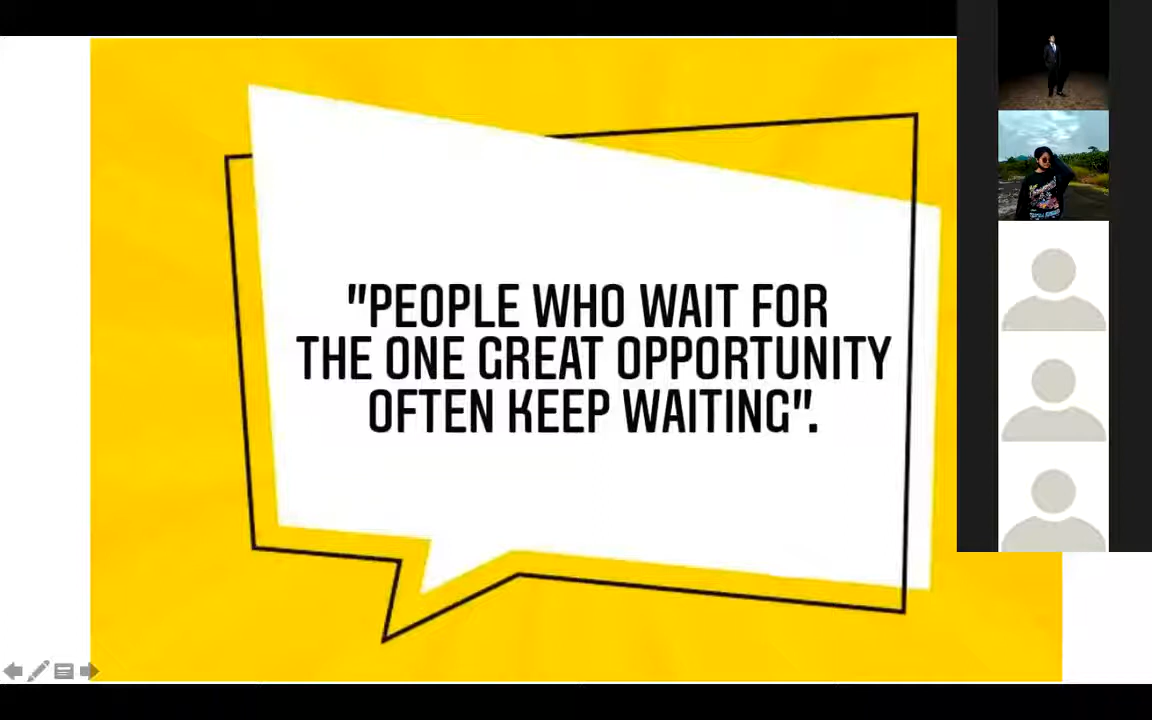 "PEOPLE WHO WAIT FOR
THE ONE GREAT OPPORTUNITY
OFTEN KEEP WAITING".